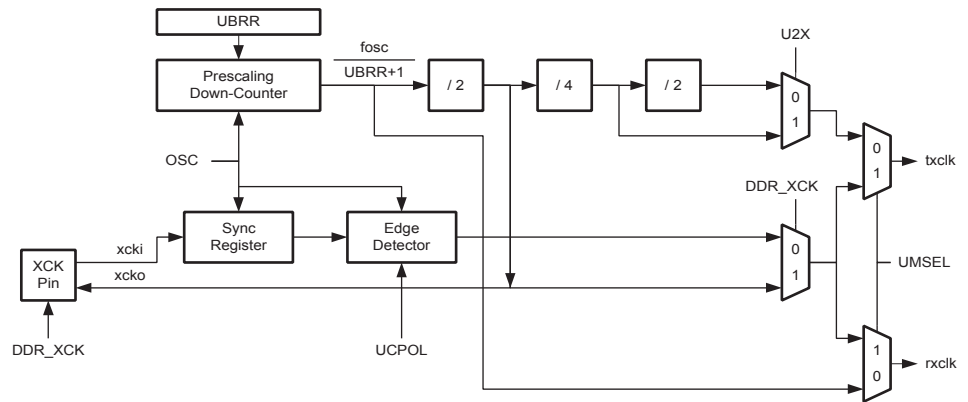 UBRR
U2X
fosc
UBRR+1
Prescaling
Down-Counter
/ 2
/ 4
/ 2
0
1
OSC
0
1
txclk
DDR_XCK
Sync
Register
Edge
Detector
xcki
0
1
XCK
Pin
xcko
UMSEL
DDR_XCK
UCPOL
1
0
rxclk